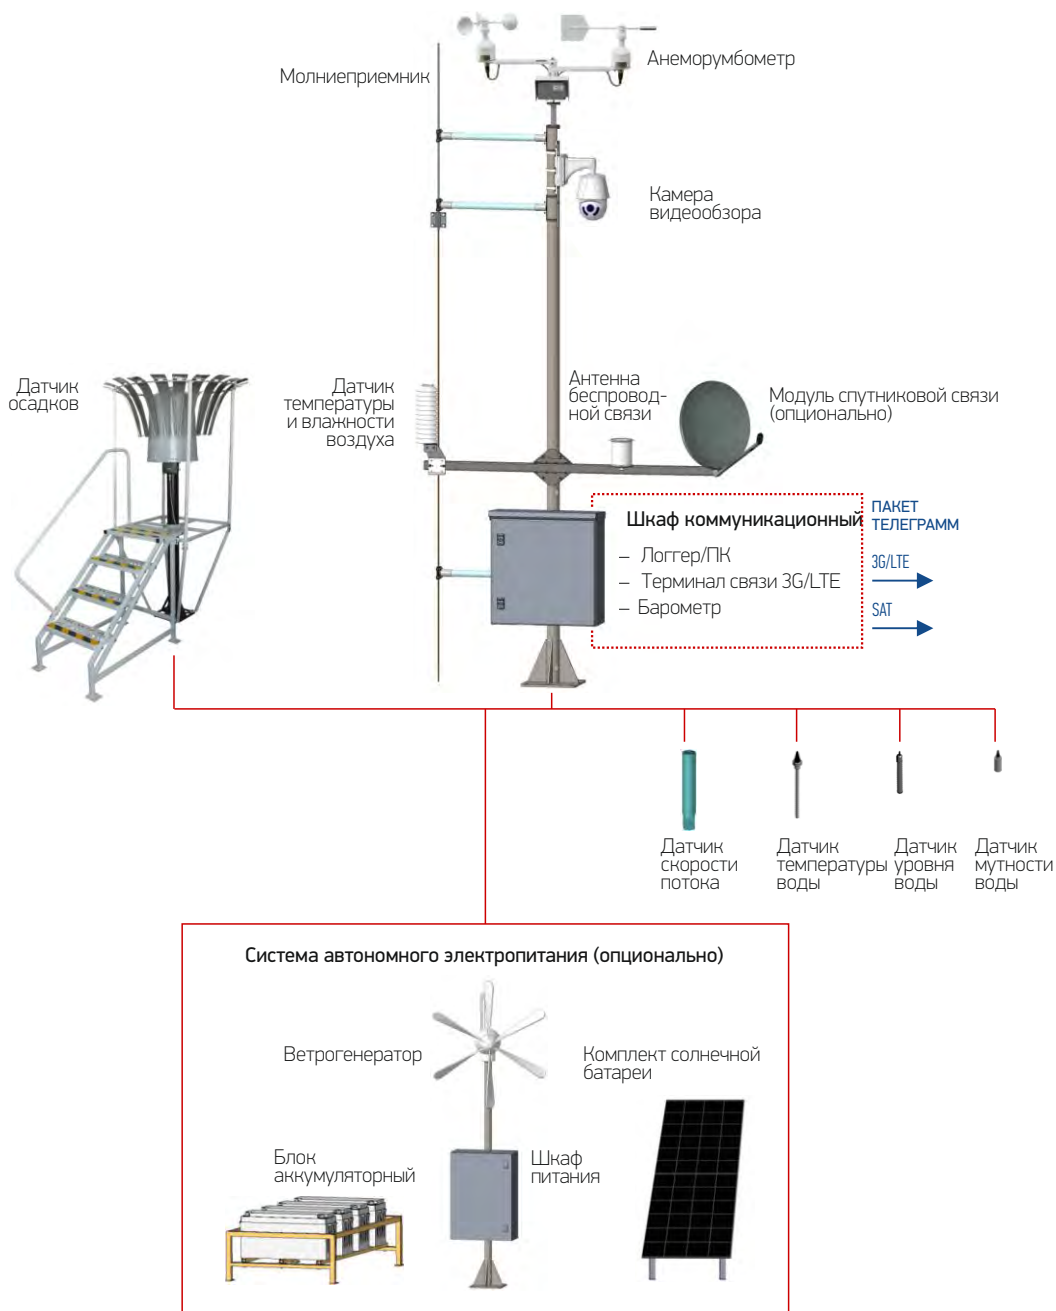 Молниеприемник
Анеморумбометр
Камера
видеообзора
Датчик
осадков
Датчик
температуры
и влажности
воздуха
Антенна
беспровод-
ной связи
Модуль спутниковой связи
(опционально)
Шкаф коммуникационный
– Логгер/ПК
– Терминал связи 3G/LTE
– Барометр
ПАКЕТ
ТЕЛЕГРАММ
3G/LTE
SAT
Датчик
скорости
потока
Датчик
температуры
воды
Датчик
уровня
воды
Датчик
мутности
воды
Система автономного электропитания (опционально)
Ветрогенератор
Комплект солнечной
батареи
Блок
аккумуляторный
Шкаф
питания